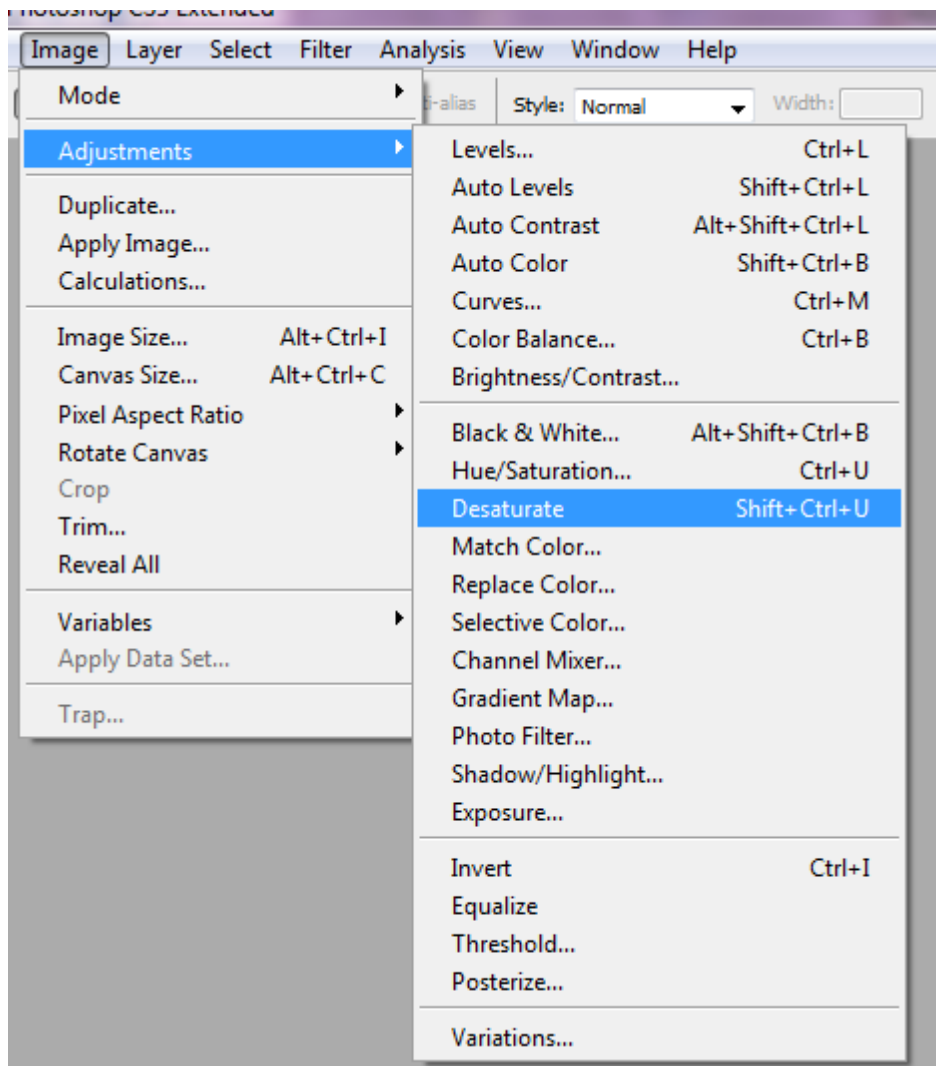 Photoshop CS3 Extended
Image Layer Select Filter Analysis View Window Help
Style: Normal Width:
Mode
Adjustments
Duplicate...
Apply Image...
Calculations...
Image Size... Alt+Ctrl+I
Canvas Size... Alt+Ctrl+C
Pixel Aspect Ratio
Rotate Canvas
Crop
Trim...
Reveal All
Variables
Apply Data Set...
Trap...
Levels... Ctrl+L
Auto Levels Shift+Ctrl+L
Auto Contrast Alt+Shift+Ctrl+L
Auto Color Shift+Ctrl+B
Curves... Ctrl+M
Color Balance... Ctrl+B
Brightness/Contrast...
Black & White... Alt+Shift+Ctrl+B
Hue/Saturation... Ctrl+U
Desaturate Shift+Ctrl+U
Match Color...
Replace Color...
Selective Color...
Channel Mixer...
Gradient Map...
Photo Filter...
Shadow/Highlight...
Exposure...
Invert Ctrl+I
Equalize
Threshold...
Posterize...
Variations...